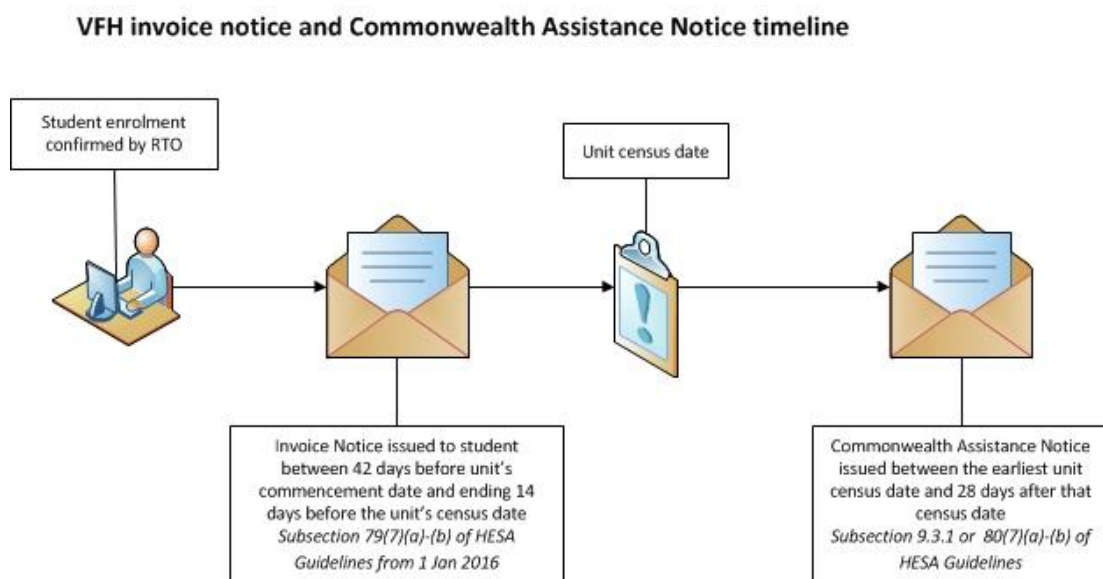 VFH invoice notice and Commonwealth Assistance Notice timeline
Student enrolment
confirmed by RTO
Unit census date
Invoice Notice issued to student
between 42 days before unit's
commencement date and ending 14
days before the unit's census date
Subsection 79(7)(a)-(b) of HESA
Guidelines from 1 Jan 2016
Commonwealth Assistance Notice
issued between the earliest unit
census date and 28 days after that
census date
Subsection 9.3.1 or 80(7)(a)-(b) of
HESA Guidelines